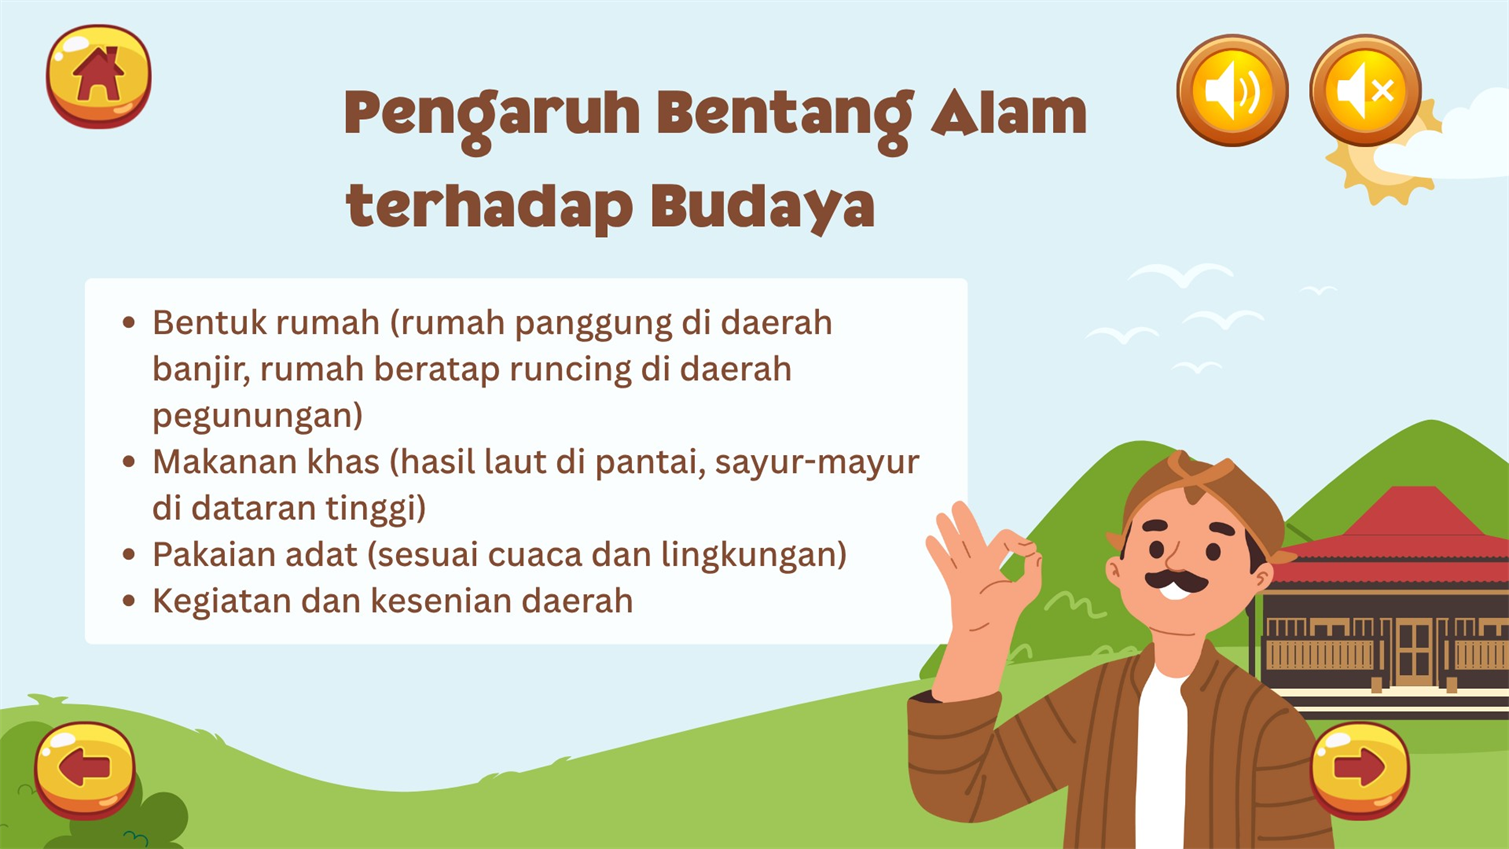 Pengaruh Bentang Alam
terhadap Budaya
• Bentuk rumah (rumah panggung di daerah
banjir, rumah beratap runcing di daerah
pegunungan)
• Makanan khas (hasil laut di pantai, sayur-mayur
di dataran tinggi)
• Pakaian adat (sesuai cuaca dan lingkungan)
• Kegiatan dan kesenian daerah